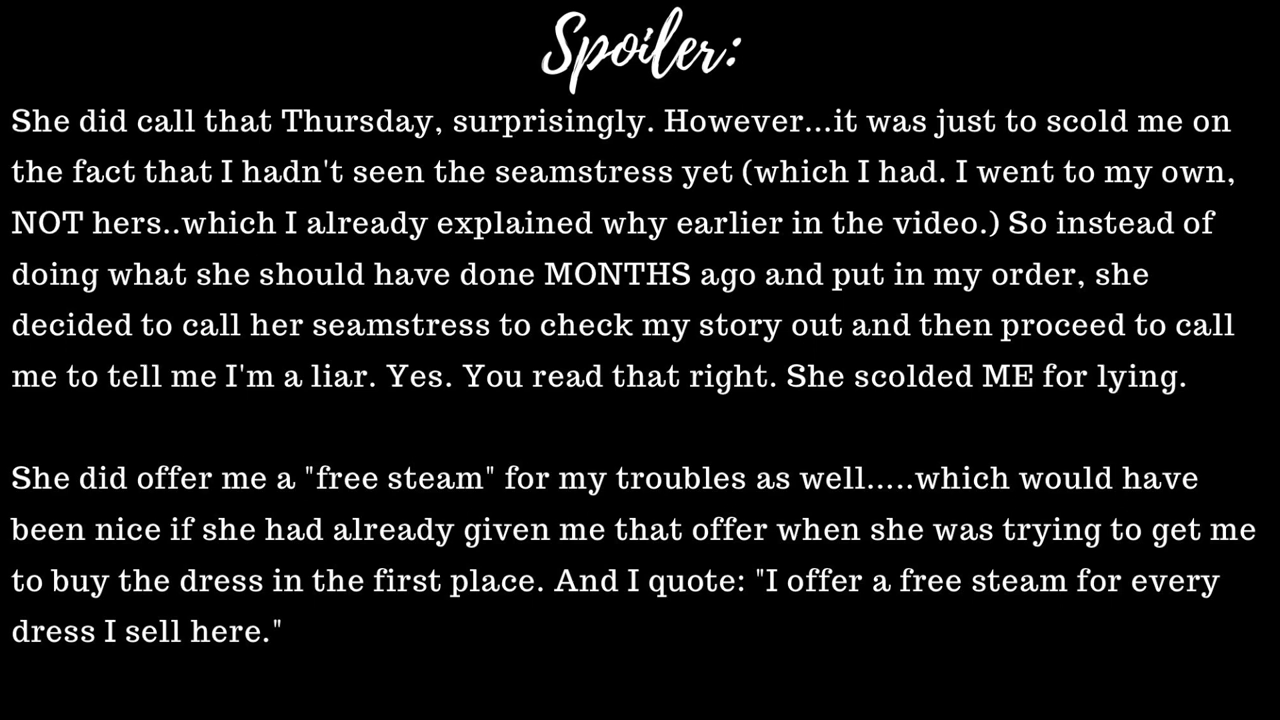 Spoiler:
She did call that Thursday, surprisingly. However...it was just to scold me on
the fact that I hadn't seen the seamstress yet (which I had. I went to my own,
NOT hers..which I already explained why earlier in the video.) So instead of
doing what she should have done MONTHS ago and put in my order, she
decided to call her seamstress to check my story out and then proceed to call
me to tell me I'm a liar. Yes. You read that right. She scolded ME for lying.
She did offer me a "free steam" for my troubles as well.....which would have
been nice if she had already given me that offer when she was trying to get me
to buy the dress in the first place. And I quote: "I offer a free steam for every
dress I sell here."